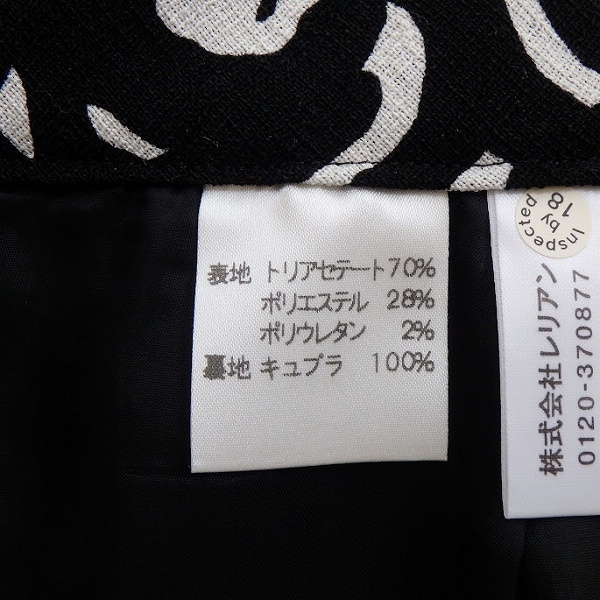 表地 トリアセテート70%
ポリエステル 28%
ポリウレタン 2%
裏地 キュプラ 100%
Inspected
by
18
株式会社レリアン
0120-370877